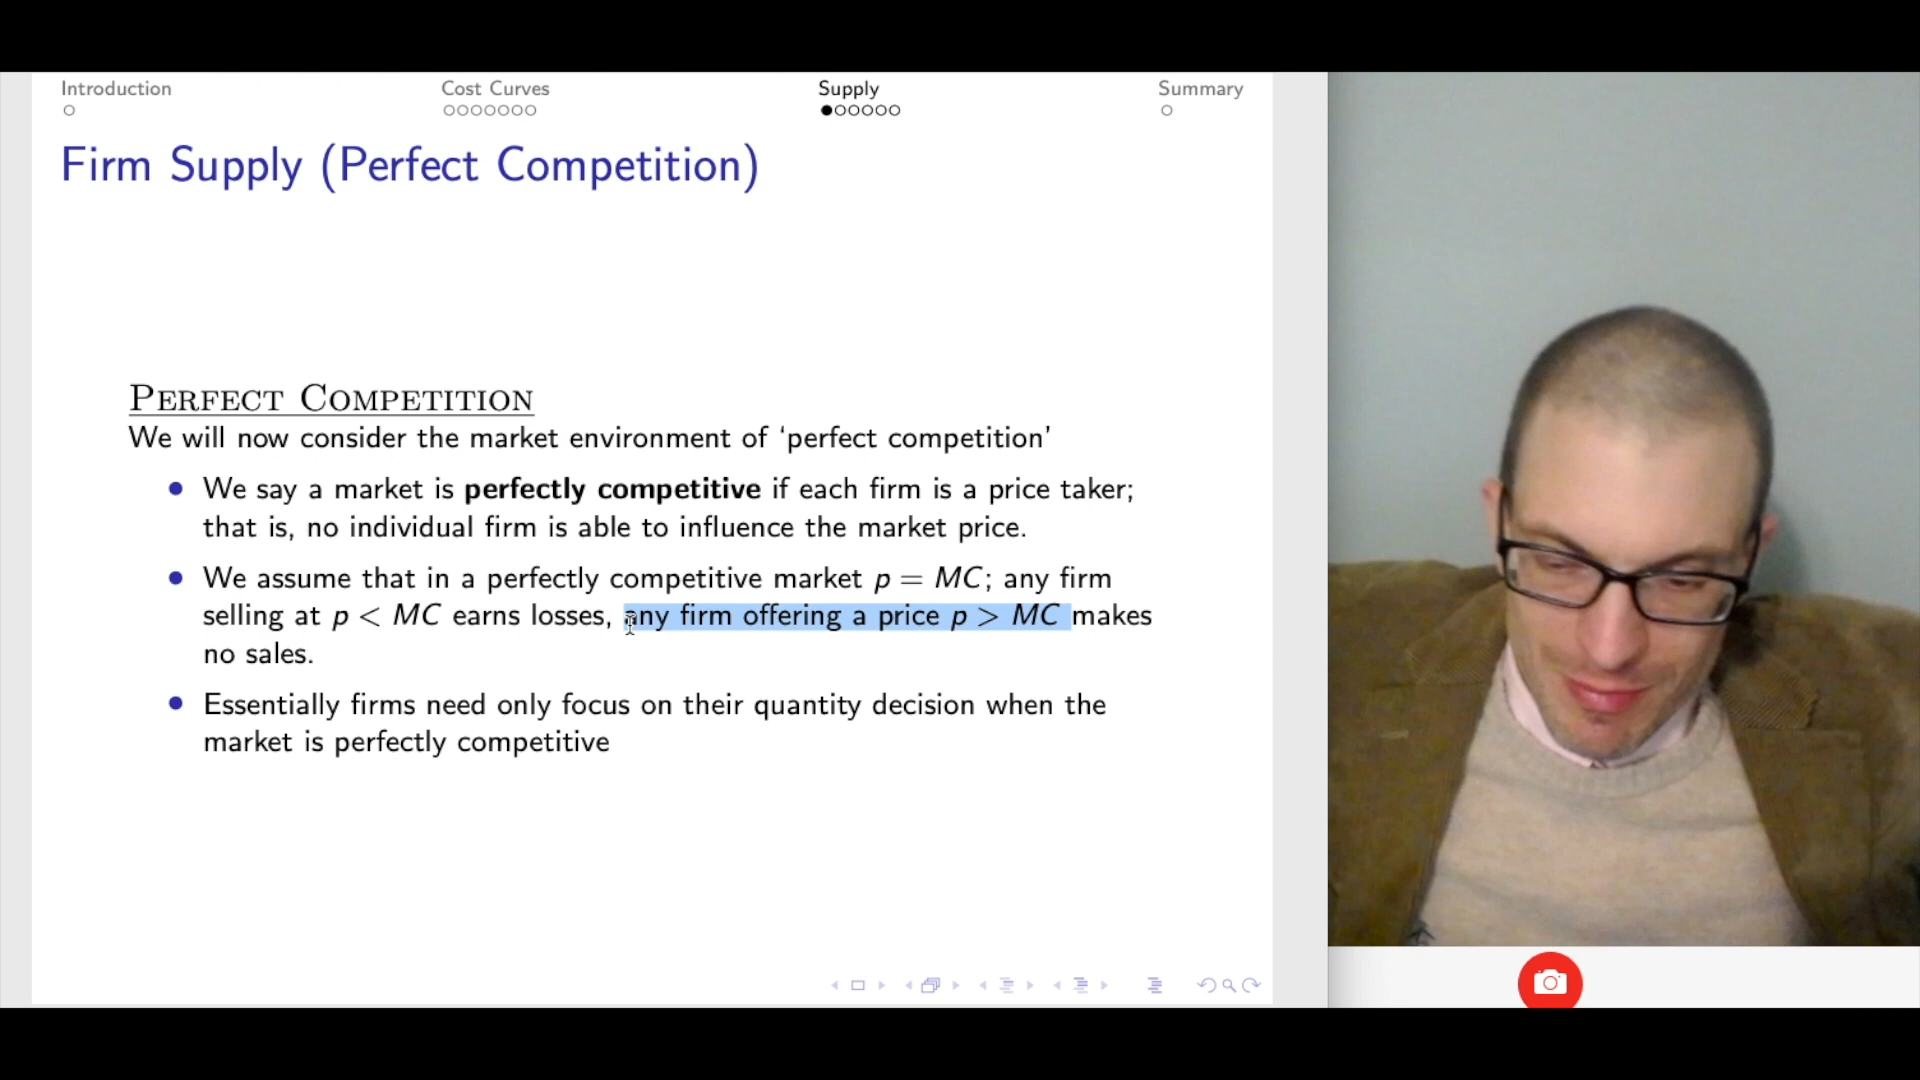 Introduction
Cost Curves
Supply
Summary
Firm Supply (Perfect Competition)
Perfect Competition
We will now consider the market environment of ‘perfect competition’
We say a market is perfectly competitive if each firm is a price taker;
that is, no individual firm is able to influence the market price.
We assume that in a perfectly competitive market p = MC; any firm
selling at p < MC earns losses, any firm offering a price p > MC makes
no sales.
Essentially firms need only focus on their quantity decision when the
market is perfectly competitive